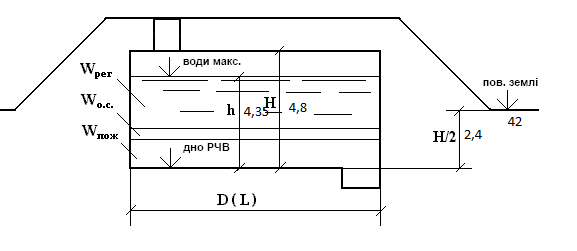 води макс.
Wрег
пов. землі
Wо.с.
h 4,35
H 4,8
42
Wпож
дно РЧВ
H/2 2,4
D ( L )